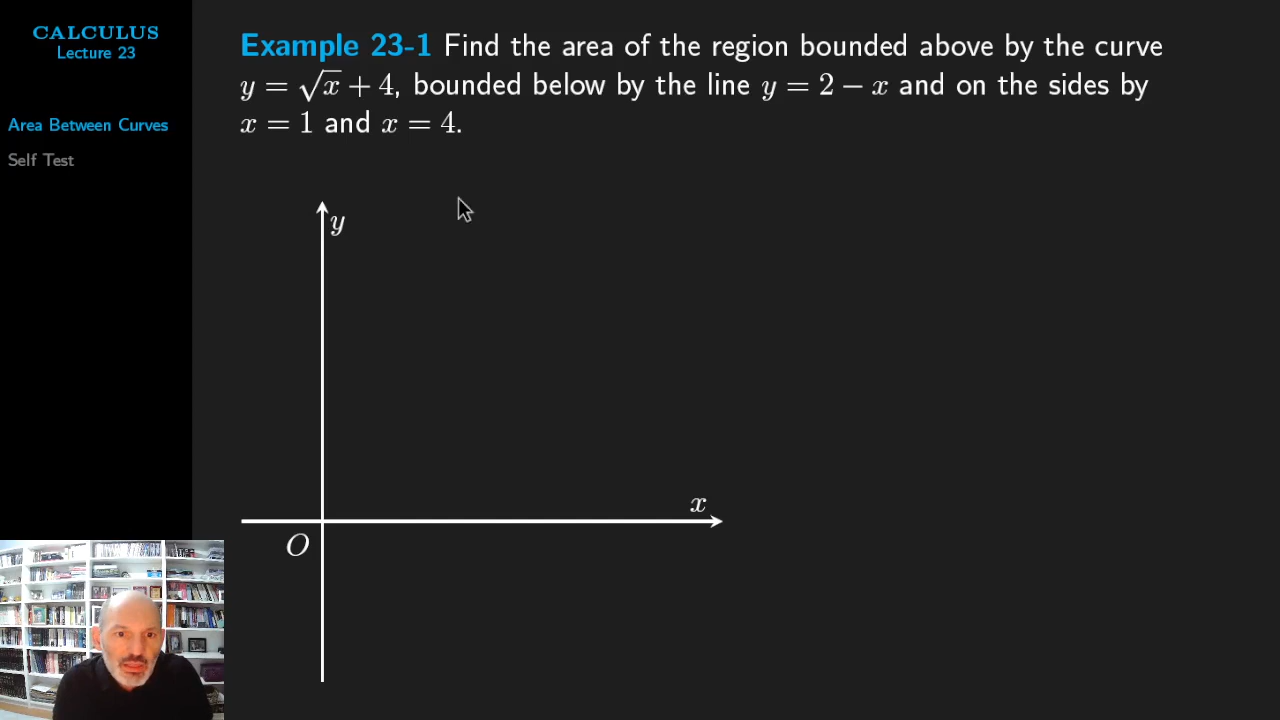 CALCULUS
Lecture 23
Area Between Curves
Self Test
Example 23-1 Find the area of the region bounded above by the curve
y = √x + 4, bounded below by the line y = 2 − x and on the sides by
x = 1 and x = 4.
y
x
O